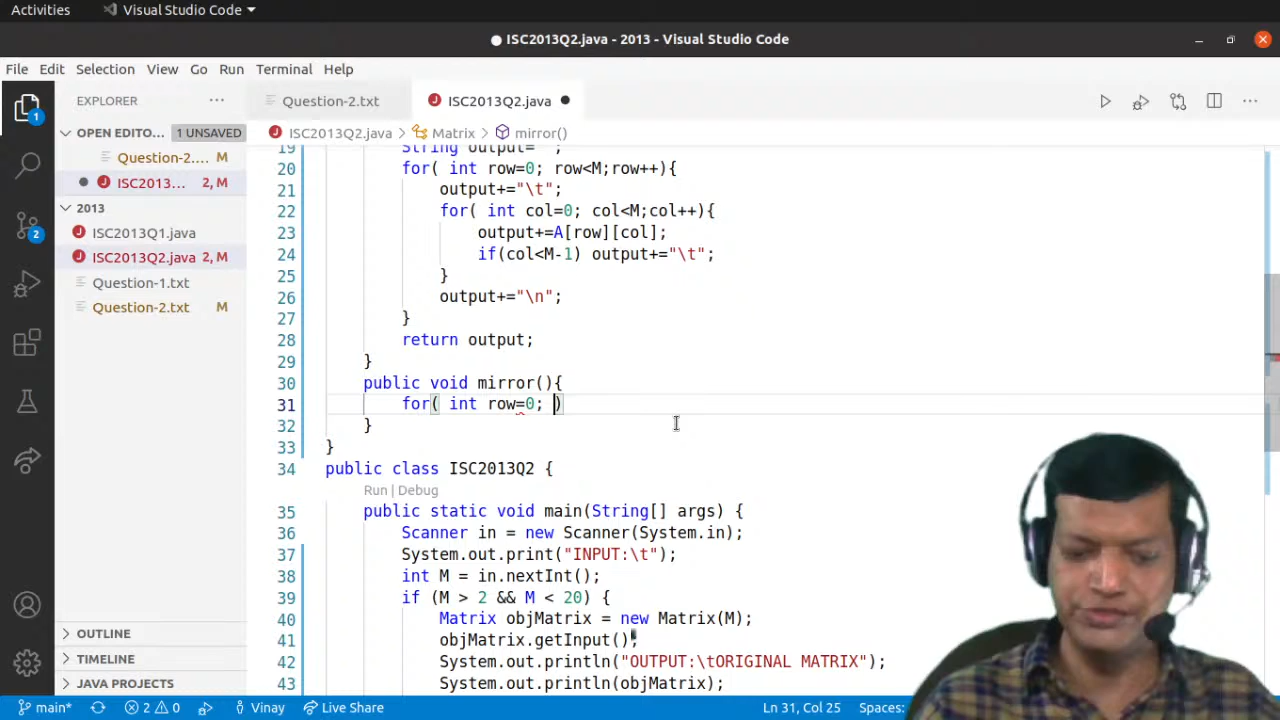 Activities Visual Studio Code
ISC2013Q2.java - 2013 - Visual Studio Code
File Edit Selection View Go Run Terminal Help
EXPLORER ··· Question-2.txt ISC2013Q2.java
OPEN EDITO... 1 UNSAVED
ISC2013Q2.java > Matrix > mirror()
Question-2.... M
ISC2013... 2, M
2013
ISC2013Q1.java
ISC2013Q2.java 2, M
Question-1.txt
Question-2.txt M
OUTLINE
TIMELINE
JAVA PROJECTS
1
2
19 String output="";
20 for( int row=0; row<M;row++){
21 output+="\t";
22 for( int col=0; col<M;col++){
23 output+=A[row][col];
24 if(col<M-1) output+="\t";
25 }
26 output+="\n";
27 }
28 return output;
29 }
30 public void mirror(){
31 for( int row=0; )
32 }
33 }
34 public class ISC2013Q2 {
Run | Debug
35 public static void main(String[] args) {
36 Scanner in = new Scanner(System.in);
37 System.out.print("INPUT:\t");
38 int M = in.nextInt();
39 if (M > 2 && M < 20) {
40 Matrix objMatrix = new Matrix(M);
41 objMatrix.getInput();
42 System.out.println("OUTPUT:\tORIGINAL MATRIX");
43 System.out.println(objMatrix);
main* 2 0 Vinay Live Share Ln 31, Col 25 Spaces: